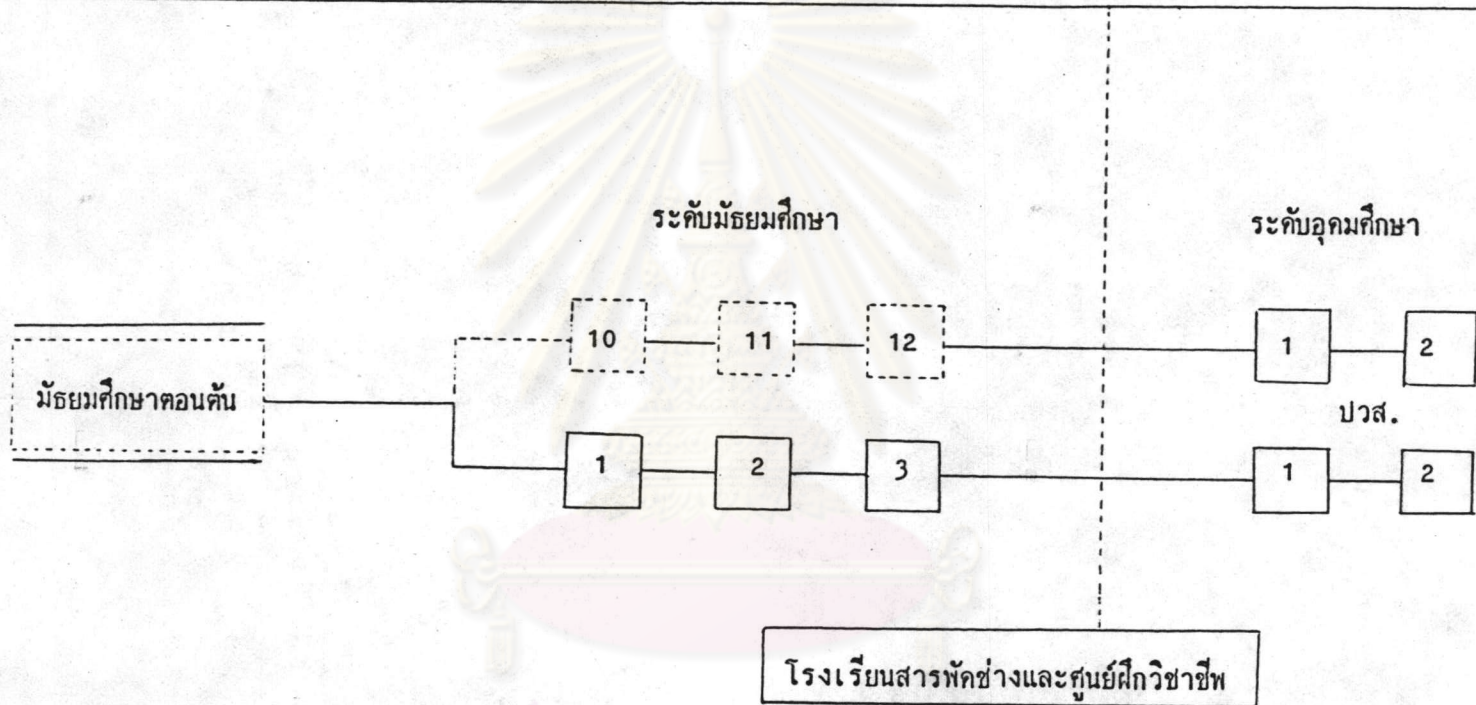 ระดับมัธยมศึกษา
ระดับอุดมศึกษา
10 11 12 1 2
มัธยมศึกษาตอนต้น
ปวส.
1 2 3 1 2
โรงเรียนสารพัดช่างและศูนย์ฝึกวิชาชีพ